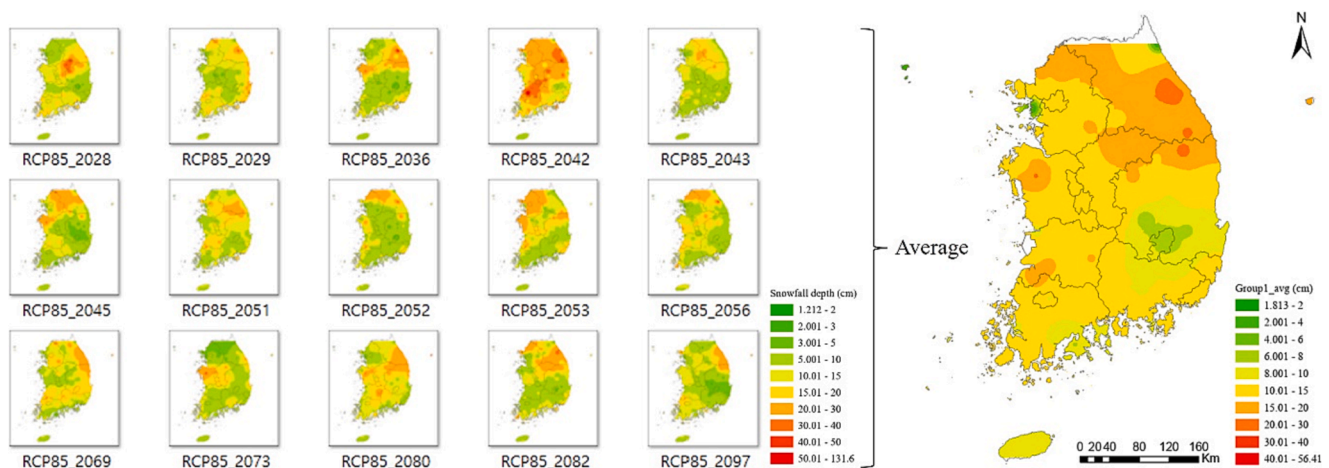 RCP85_2028 RCP85_2029 RCP85_2036 RCP85_2042 RCP85_2043
RCP85_2045 RCP85_2051 RCP85_2052 RCP85_2053 RCP85_2056
RCP85_2069 RCP85_2073 RCP85_2080 RCP85_2082 RCP85_2097
Snowfall depth (cm)
1.212 - 2
2.001 - 3
3.001 - 5
5.001 - 10
10.01 - 15
15.01 - 20
20.01 - 30
30.01 - 40
40.01 - 50
50.01 - 131.6
Average
N
Group1_avg (cm)
1.813 - 2
2.001 - 4
4.001 - 6
6.001 - 8
8.001 - 10
10.01 - 15
15.01 - 20
20.01 - 30
30.01 - 40
40.01 - 56.41
0 20 40 80 120 160
Km